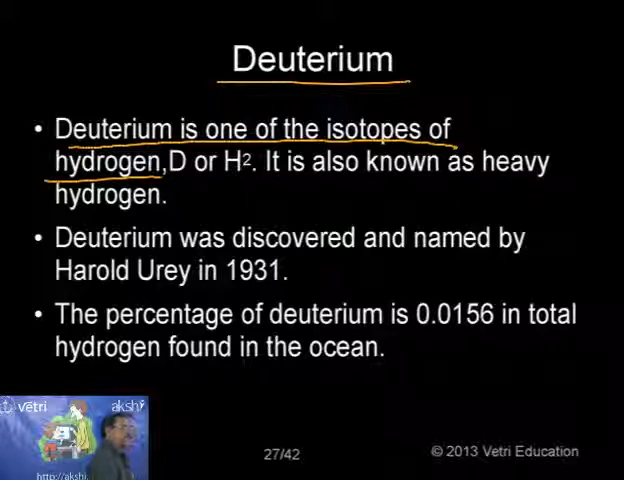 Deuterium
• Deuterium is one of the isotopes of
hydrogen,D or H2. It is also known as heavy
hydrogen.
• Deuterium was discovered and named by
Harold Urey in 1931.
• The percentage of deuterium is 0.0156 in total
hydrogen found in the ocean.
vetri
akshi
http://akshi.
27/42
© 2013 Vetri Education